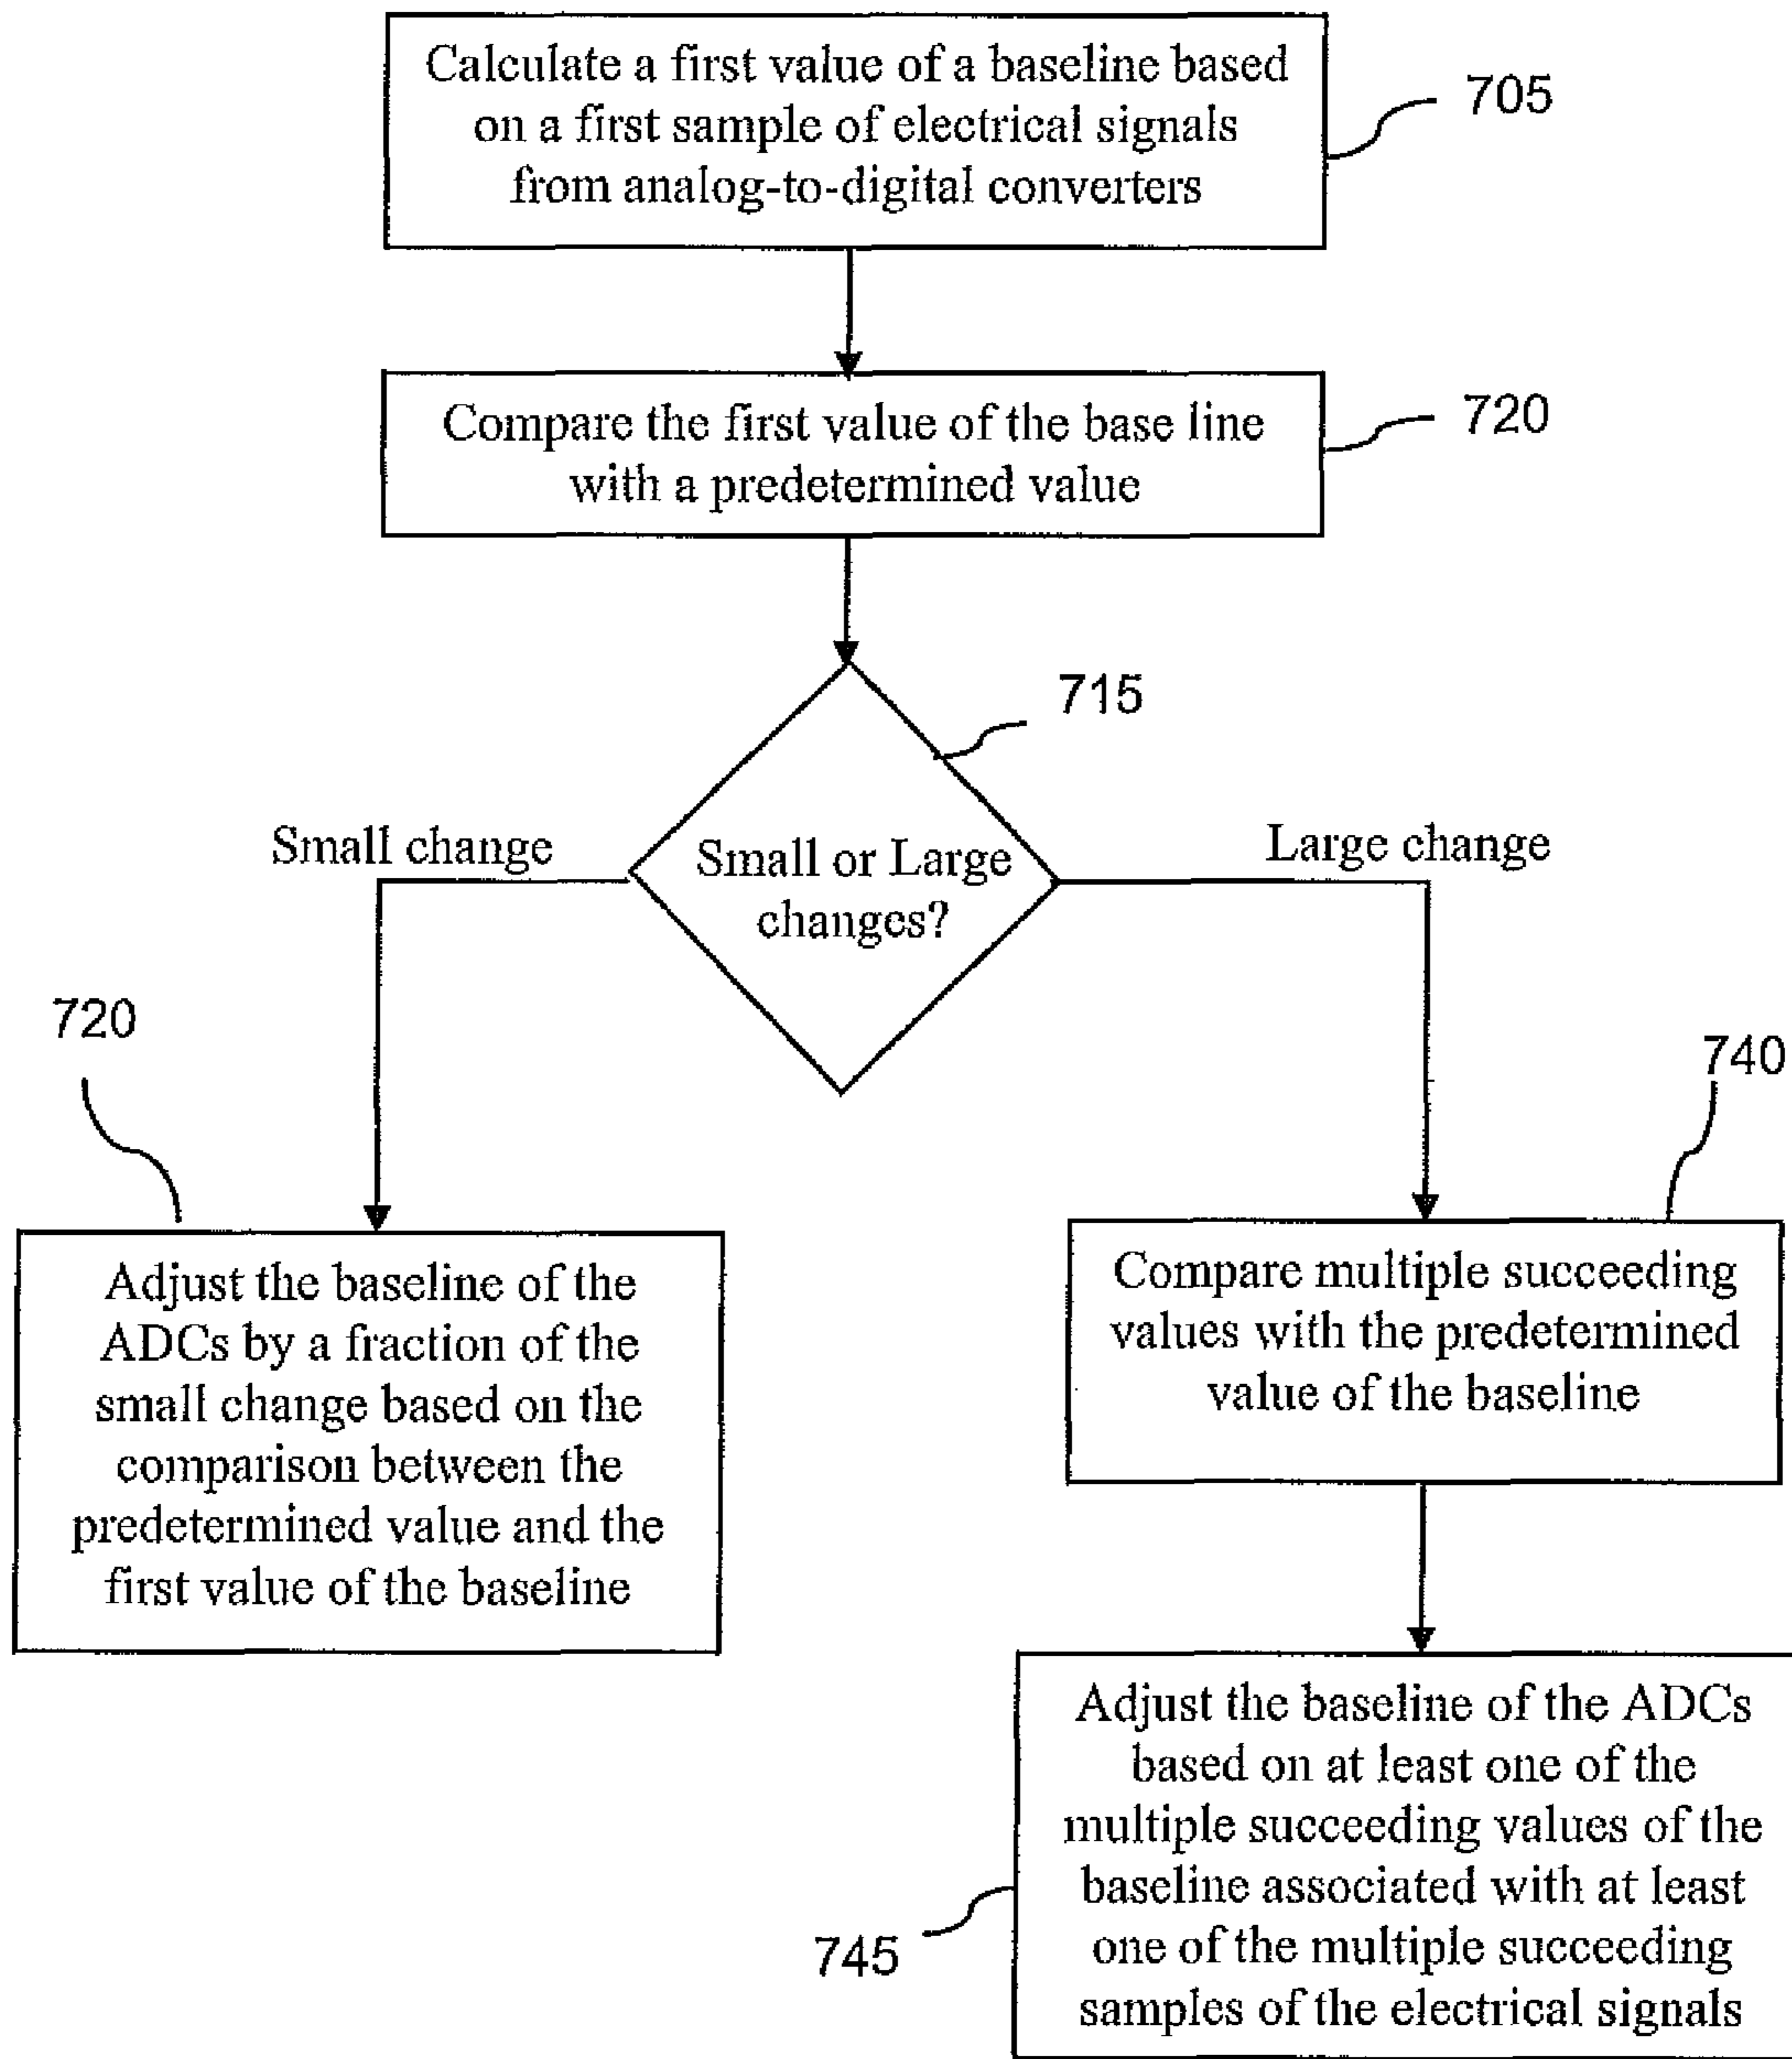 Calculate a first value of a baseline based
on a first sample of electrical signals
from analog-to-digital converters
705
Compare the first value of the base line
with a predetermined value
720
715
Small or Large
changes?
Small change
Large change
720
Adjust the baseline of the
ADCs by a fraction of the
small change based on the
comparison between the
predetermined value and the
first value of the baseline
740
Compare multiple succeeding
values with the predetermined
value of the baseline
Adjust the baseline of the ADCs
based on at least one of the
multiple succeeding values of the
baseline associated with at least
one of the multiple succeeding
samples of the electrical signals
745